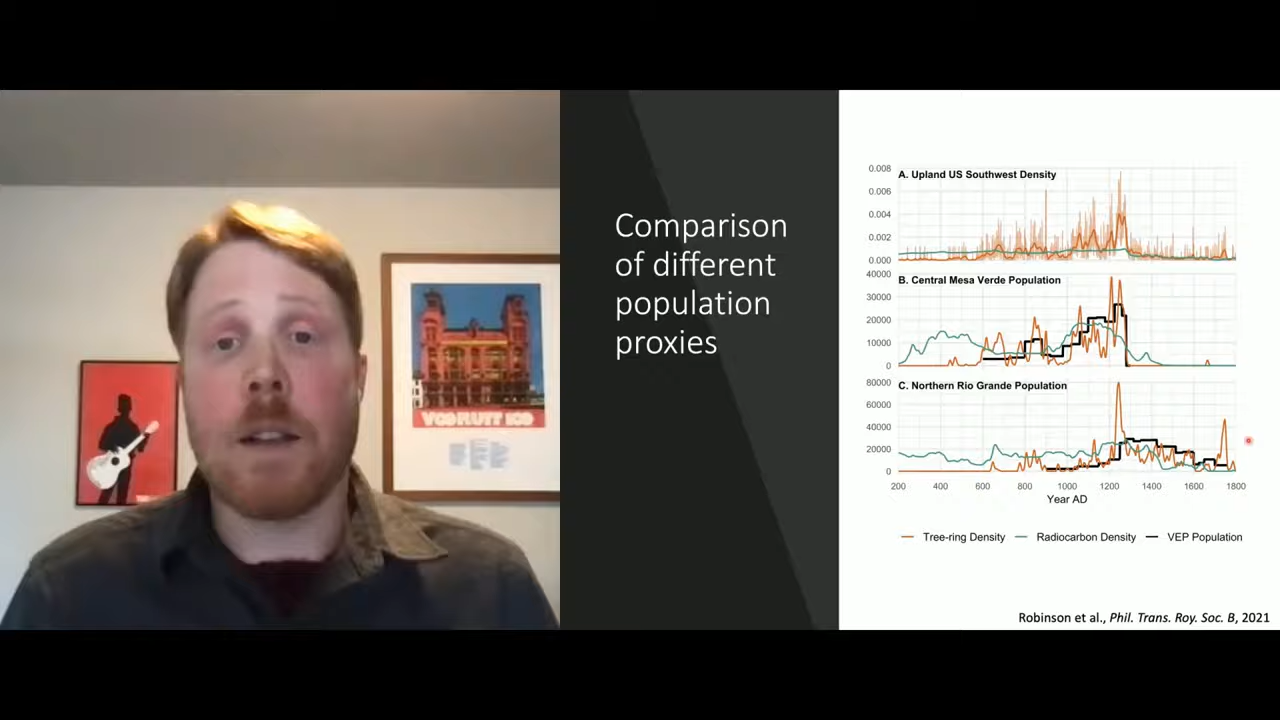 VOORUIT 100
Comparison
of different
population
proxies
0.008
A. Upland US Southwest Density
0.006
0.004
0.002
0.000
40000
B. Central Mesa Verde Population
30000
20000
10000
0
80000
C. Northern Rio Grande Population
60000
40000
20000
0
200 400 600 800 1000 1200 1400 1600 1800
Year AD
Tree-ring Density Radiocarbon Density VEP Population
Robinson et al., Phil. Trans. Roy. Soc. B, 2021